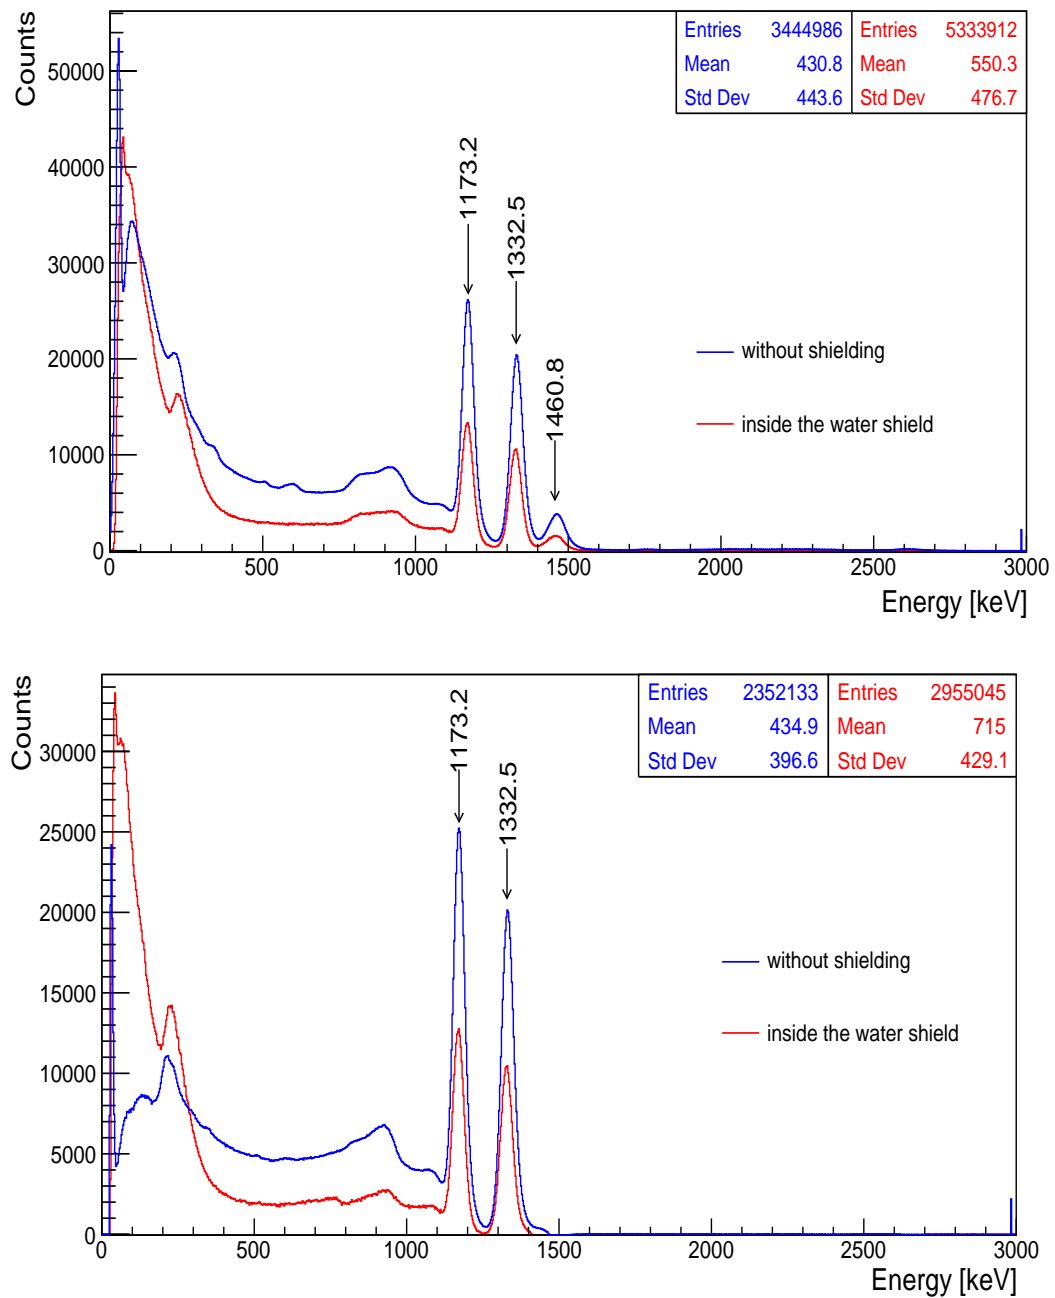 Counts
Entries 3444986 Entries 5333912
Mean 430.8 Mean 550.3
Std Dev 443.6 Std Dev 476.7
50000
40000
30000
20000
10000
0
1173.2
1332.5
1460.8
without shielding
inside the water shield
0 500 1000 1500 2000 2500 3000
Energy [keV]
Counts
Entries 2352133 Entries 2955045
Mean 434.9 Mean 715
Std Dev 396.6 Std Dev 429.1
30000
25000
20000
15000
10000
5000
0
1173.2
1332.5
without shielding
inside the water shield
0 500 1000 1500 2000 2500 3000
Energy [keV]